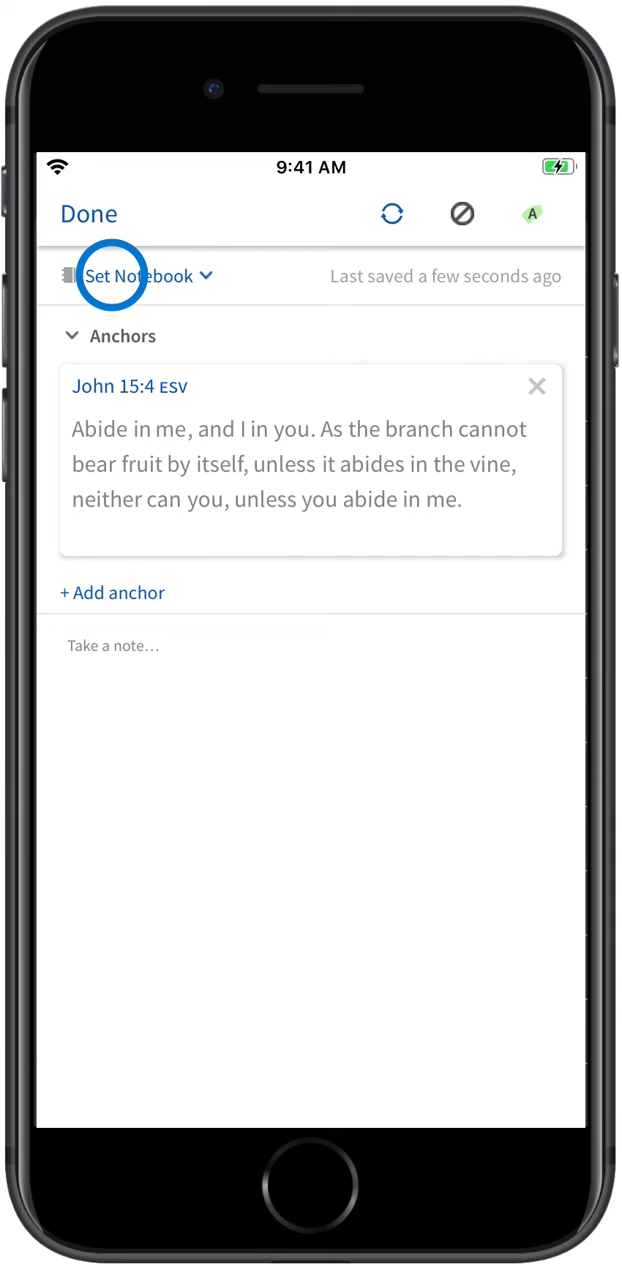 9:41 AM
Done
A
Set Notebook
Last saved a few seconds ago
Anchors
John 15:4 ESV
Abide in me, and I in you. As the branch cannot
bear fruit by itself, unless it abides in the vine,
neither can you, unless you abide in me.
+ Add anchor
Take a note…